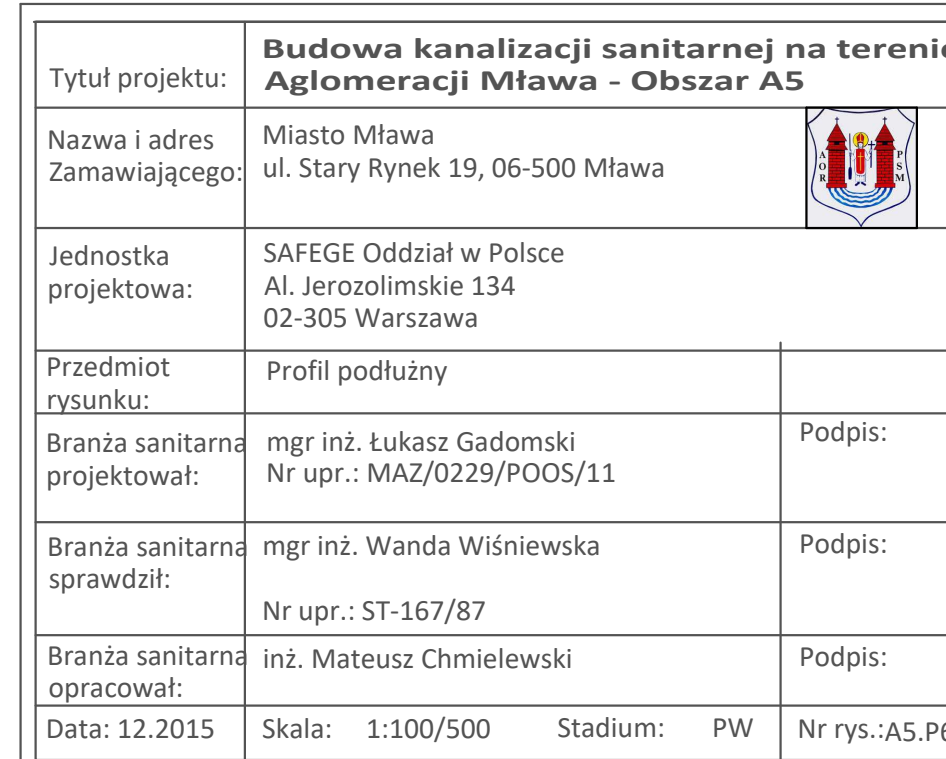 Tytuł projektu:
Budowa kanalizacji sanitarnej na terenie
Aglomeracji Mława - Obszar A5
Nazwa i adres
Zamawiającego:
Miasto Mława
ul. Stary Rynek 19, 06-500 Mława
A O R
P S M
Jednostka
projektowa:
SAFEGE Oddział w Polsce
Al. Jerozolimskie 134
02-305 Warszawa
Przedmiot
rysunku:
Profil podłużny
Branża sanitarna
projektował:
mgr inż. Łukasz Gadomski
Nr upr.: MAZ/0229/POOS/11
Podpis:
Branża sanitarna
sprawdził:
mgr inż. Wanda Wiśniewska
Nr upr.: ST-167/87
Podpis:
Branża sanitarna
opracował:
inż. Mateusz Chmielewski
Podpis:
Data: 12.2015 Skala: 1:100/500 Stadium: PW Nr rys.:A5.P6